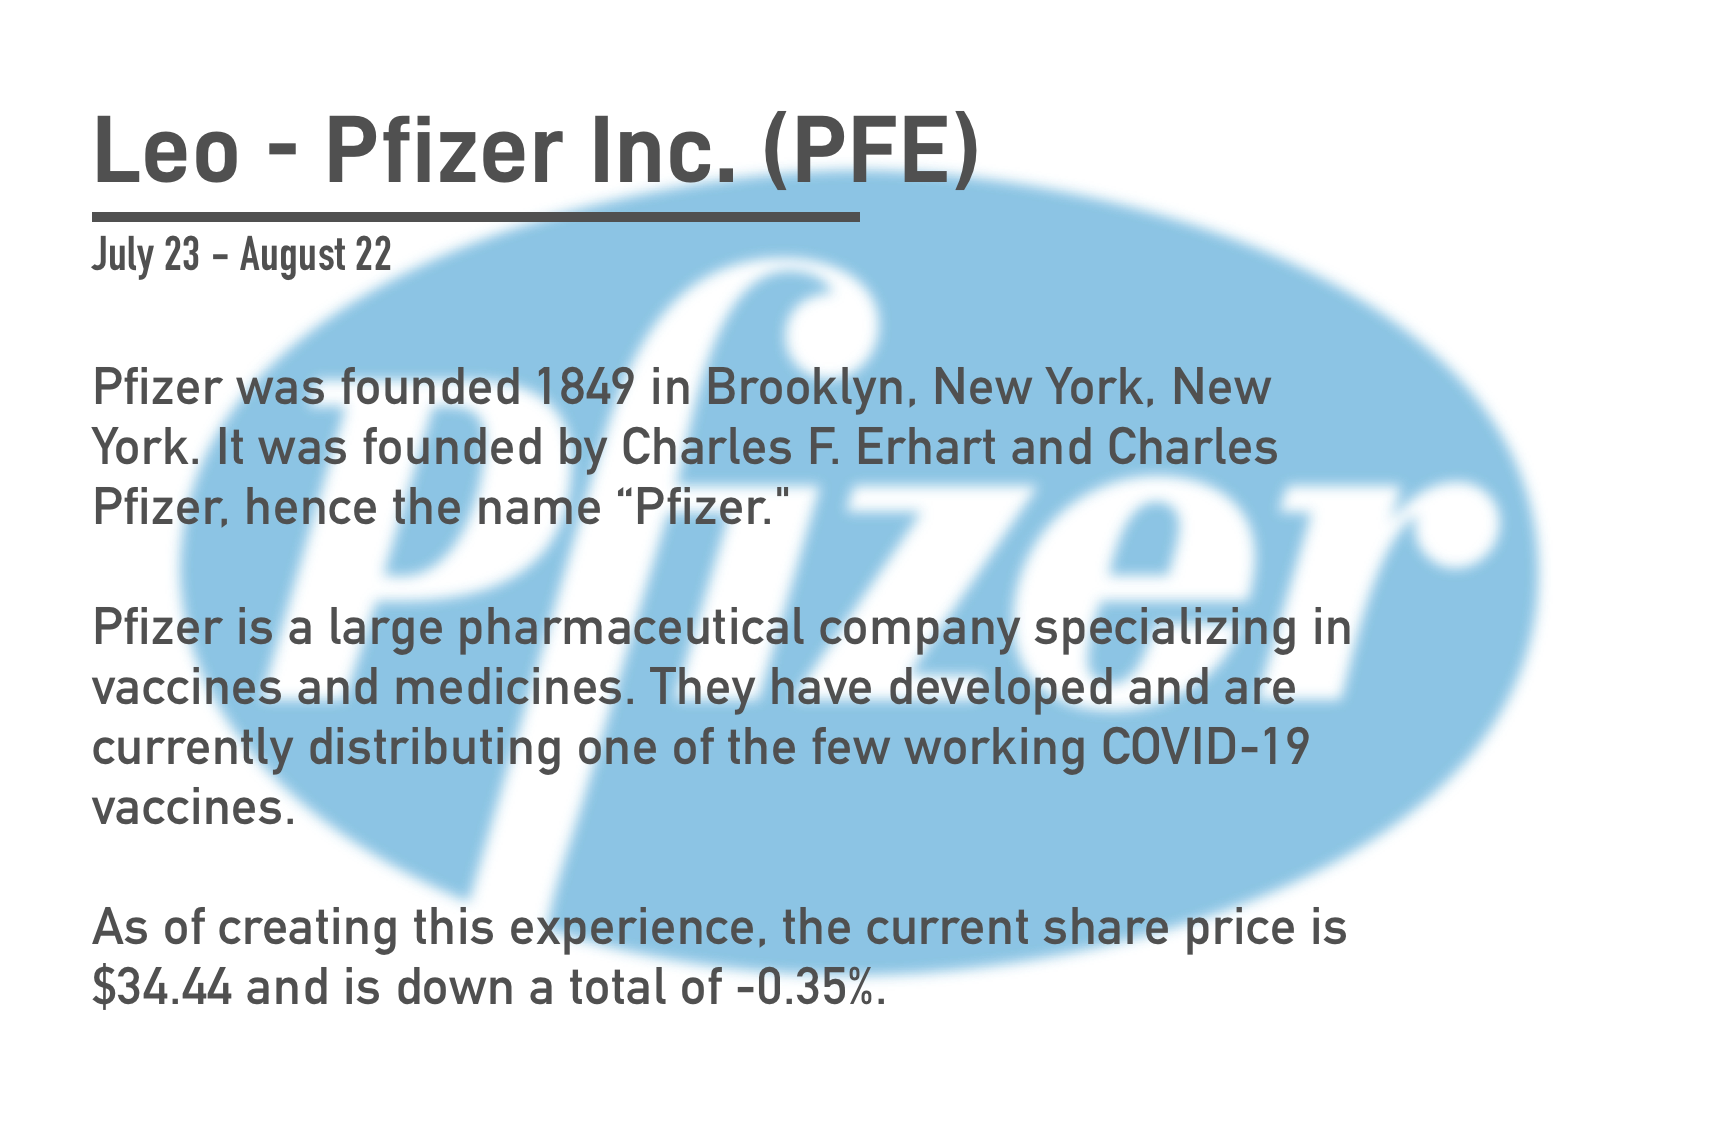 Leo - Pfizer Inc. (PFE)
July 23 – August 22
Pfizer
Pfizer was founded 1849 in Brooklyn, New York, New
York. It was founded by Charles F. Erhart and Charles
Pfizer, hence the name “Pfizer."
Pfizer is a large pharmaceutical company specializing in
vaccines and medicines. They have developed and are
currently distributing one of the few working COVID-19
vaccines.
As of creating this experience, the current share price is
$34.44 and is down a total of -0.35%.